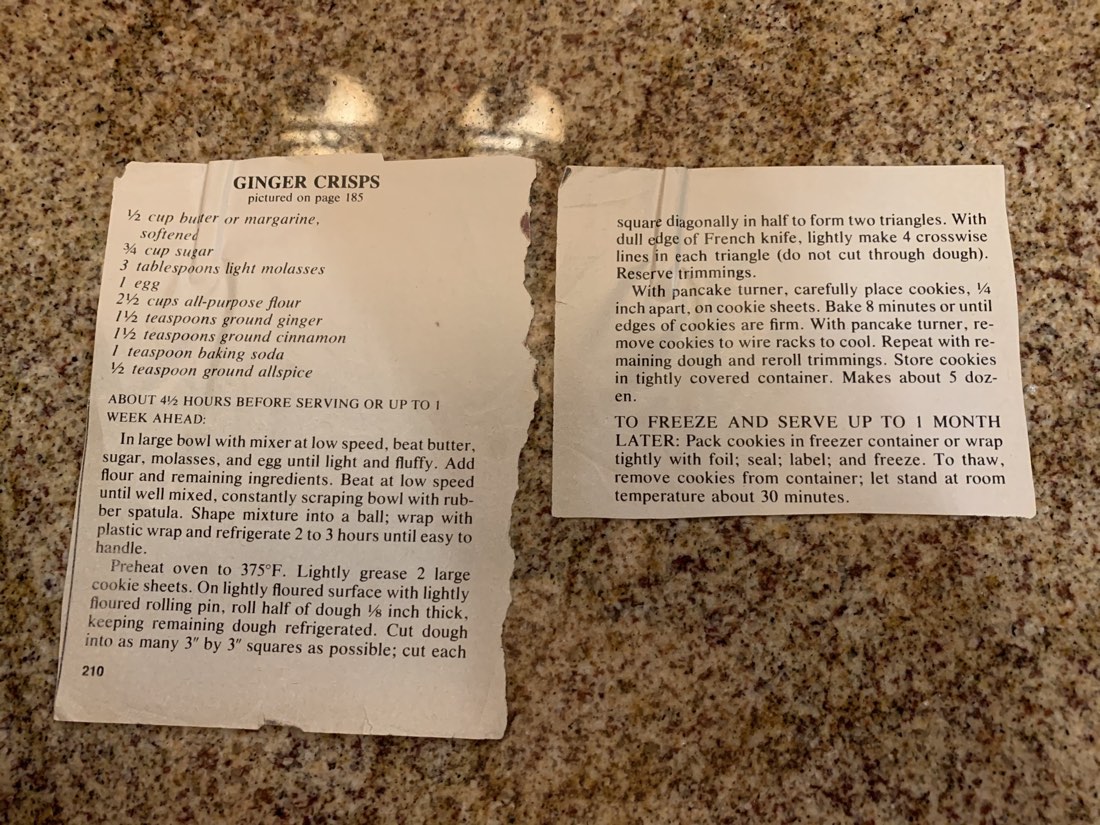 GINGER CRISPS
pictured on page 185
½ cup butter or margarine,
softened
¾ cup sugar
3 tablespoons light molasses
1 egg
2½ cups all-purpose flour
1½ teaspoons ground ginger
1½ teaspoons ground cinnamon
1 teaspoon baking soda
½ teaspoon ground allspice
ABOUT 4½ HOURS BEFORE SERVING OR UP TO 1
WEEK AHEAD:
In large bowl with mixer at low speed, beat butter,
sugar, molasses, and egg until light and fluffy. Add
flour and remaining ingredients. Beat at low speed
until well mixed, constantly scraping bowl with rub-
ber spatula. Shape mixture into a ball; wrap with
plastic wrap and refrigerate 2 to 3 hours until easy to
handle.
Preheat oven to 375°F. Lightly grease 2 large
cookie sheets. On lightly floured surface with lightly
floured rolling pin, roll half of dough ⅛ inch thick,
keeping remaining dough refrigerated. Cut dough
into as many 3" by 3" squares as possible; cut each
210
square diagonally in half to form two triangles. With
dull edge of French knife, lightly make 4 crosswise
lines in each triangle (do not cut through dough).
Reserve trimmings.
With pancake turner, carefully place cookies, ¼
inch apart, on cookie sheets. Bake 8 minutes or until
edges of cookies are firm. With pancake turner, re-
move cookies to wire racks to cool. Repeat with re-
maining dough and reroll trimmings. Store cookies
in tightly covered container. Makes about 5 doz-
en.
TO FREEZE AND SERVE UP TO 1 MONTH
LATER: Pack cookies in freezer container or wrap
tightly with foil; seal; label; and freeze. To thaw,
remove cookies from container; let stand at room
temperature about 30 minutes.